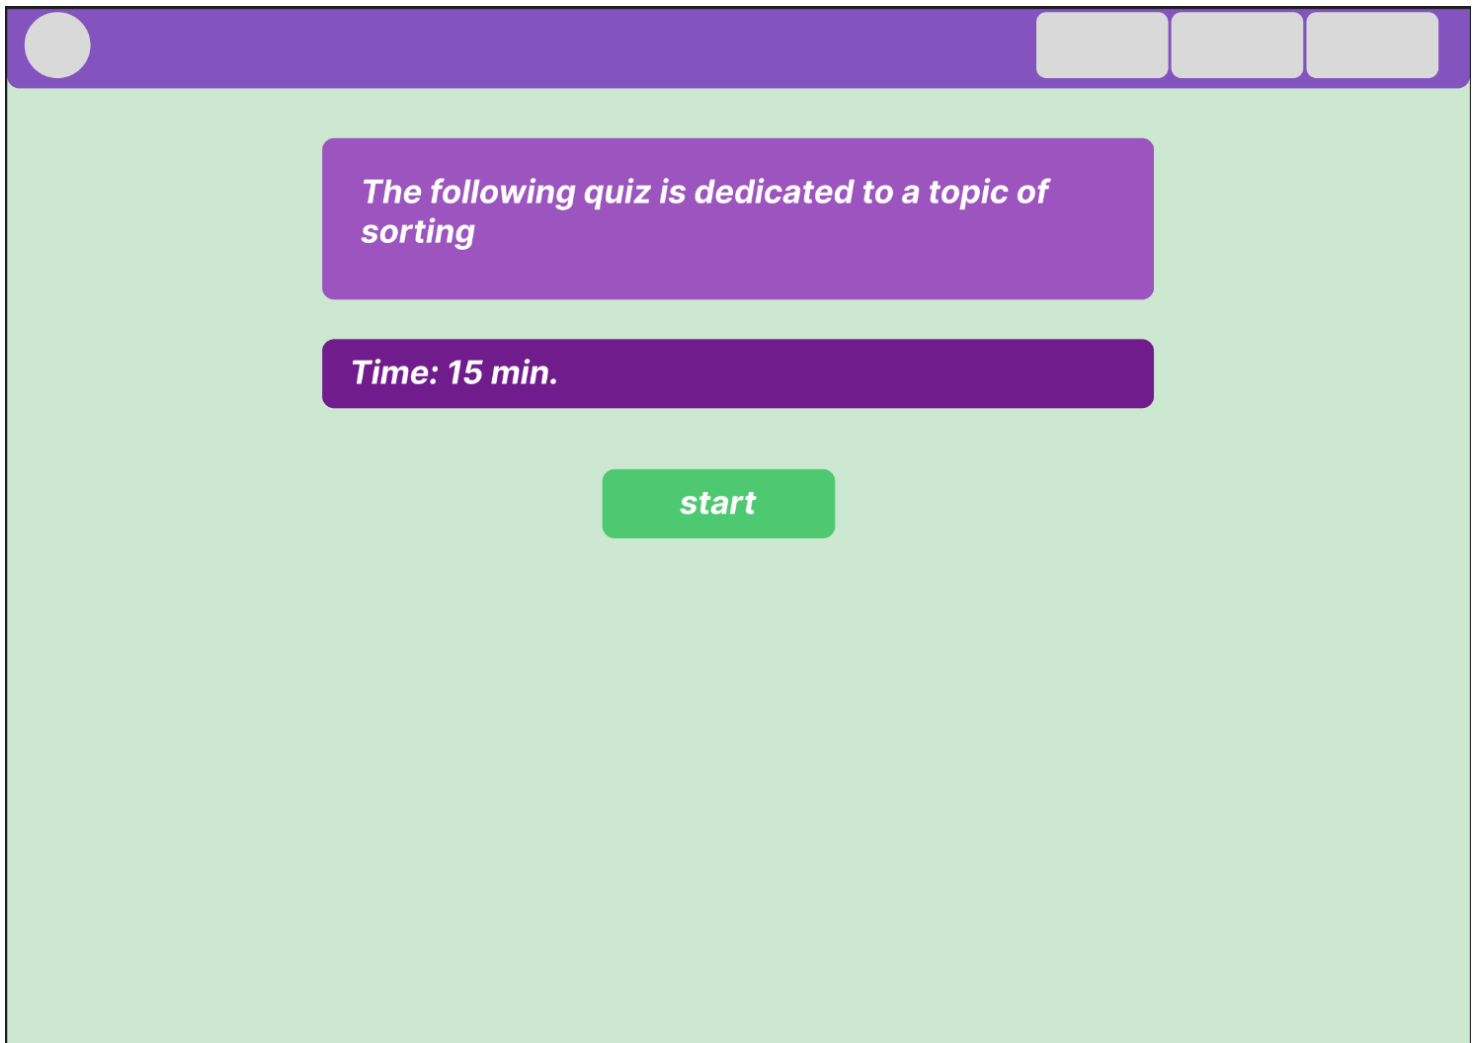 The following quiz is dedicated to a topic of
sorting
Time: 15 min.
start